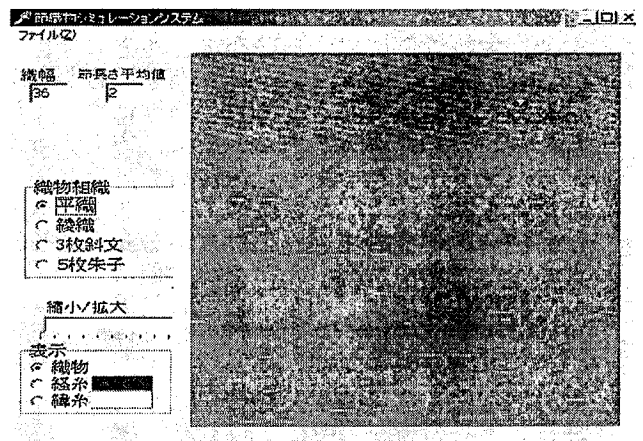 節織物シミュレーションシステム
ファイル(Z)
織幅 節長さ平均値
36 2
織物組織
平織
綾織
3枚斜文
5枚朱子
縮小/拡大
表示
織物
経糸
緯糸